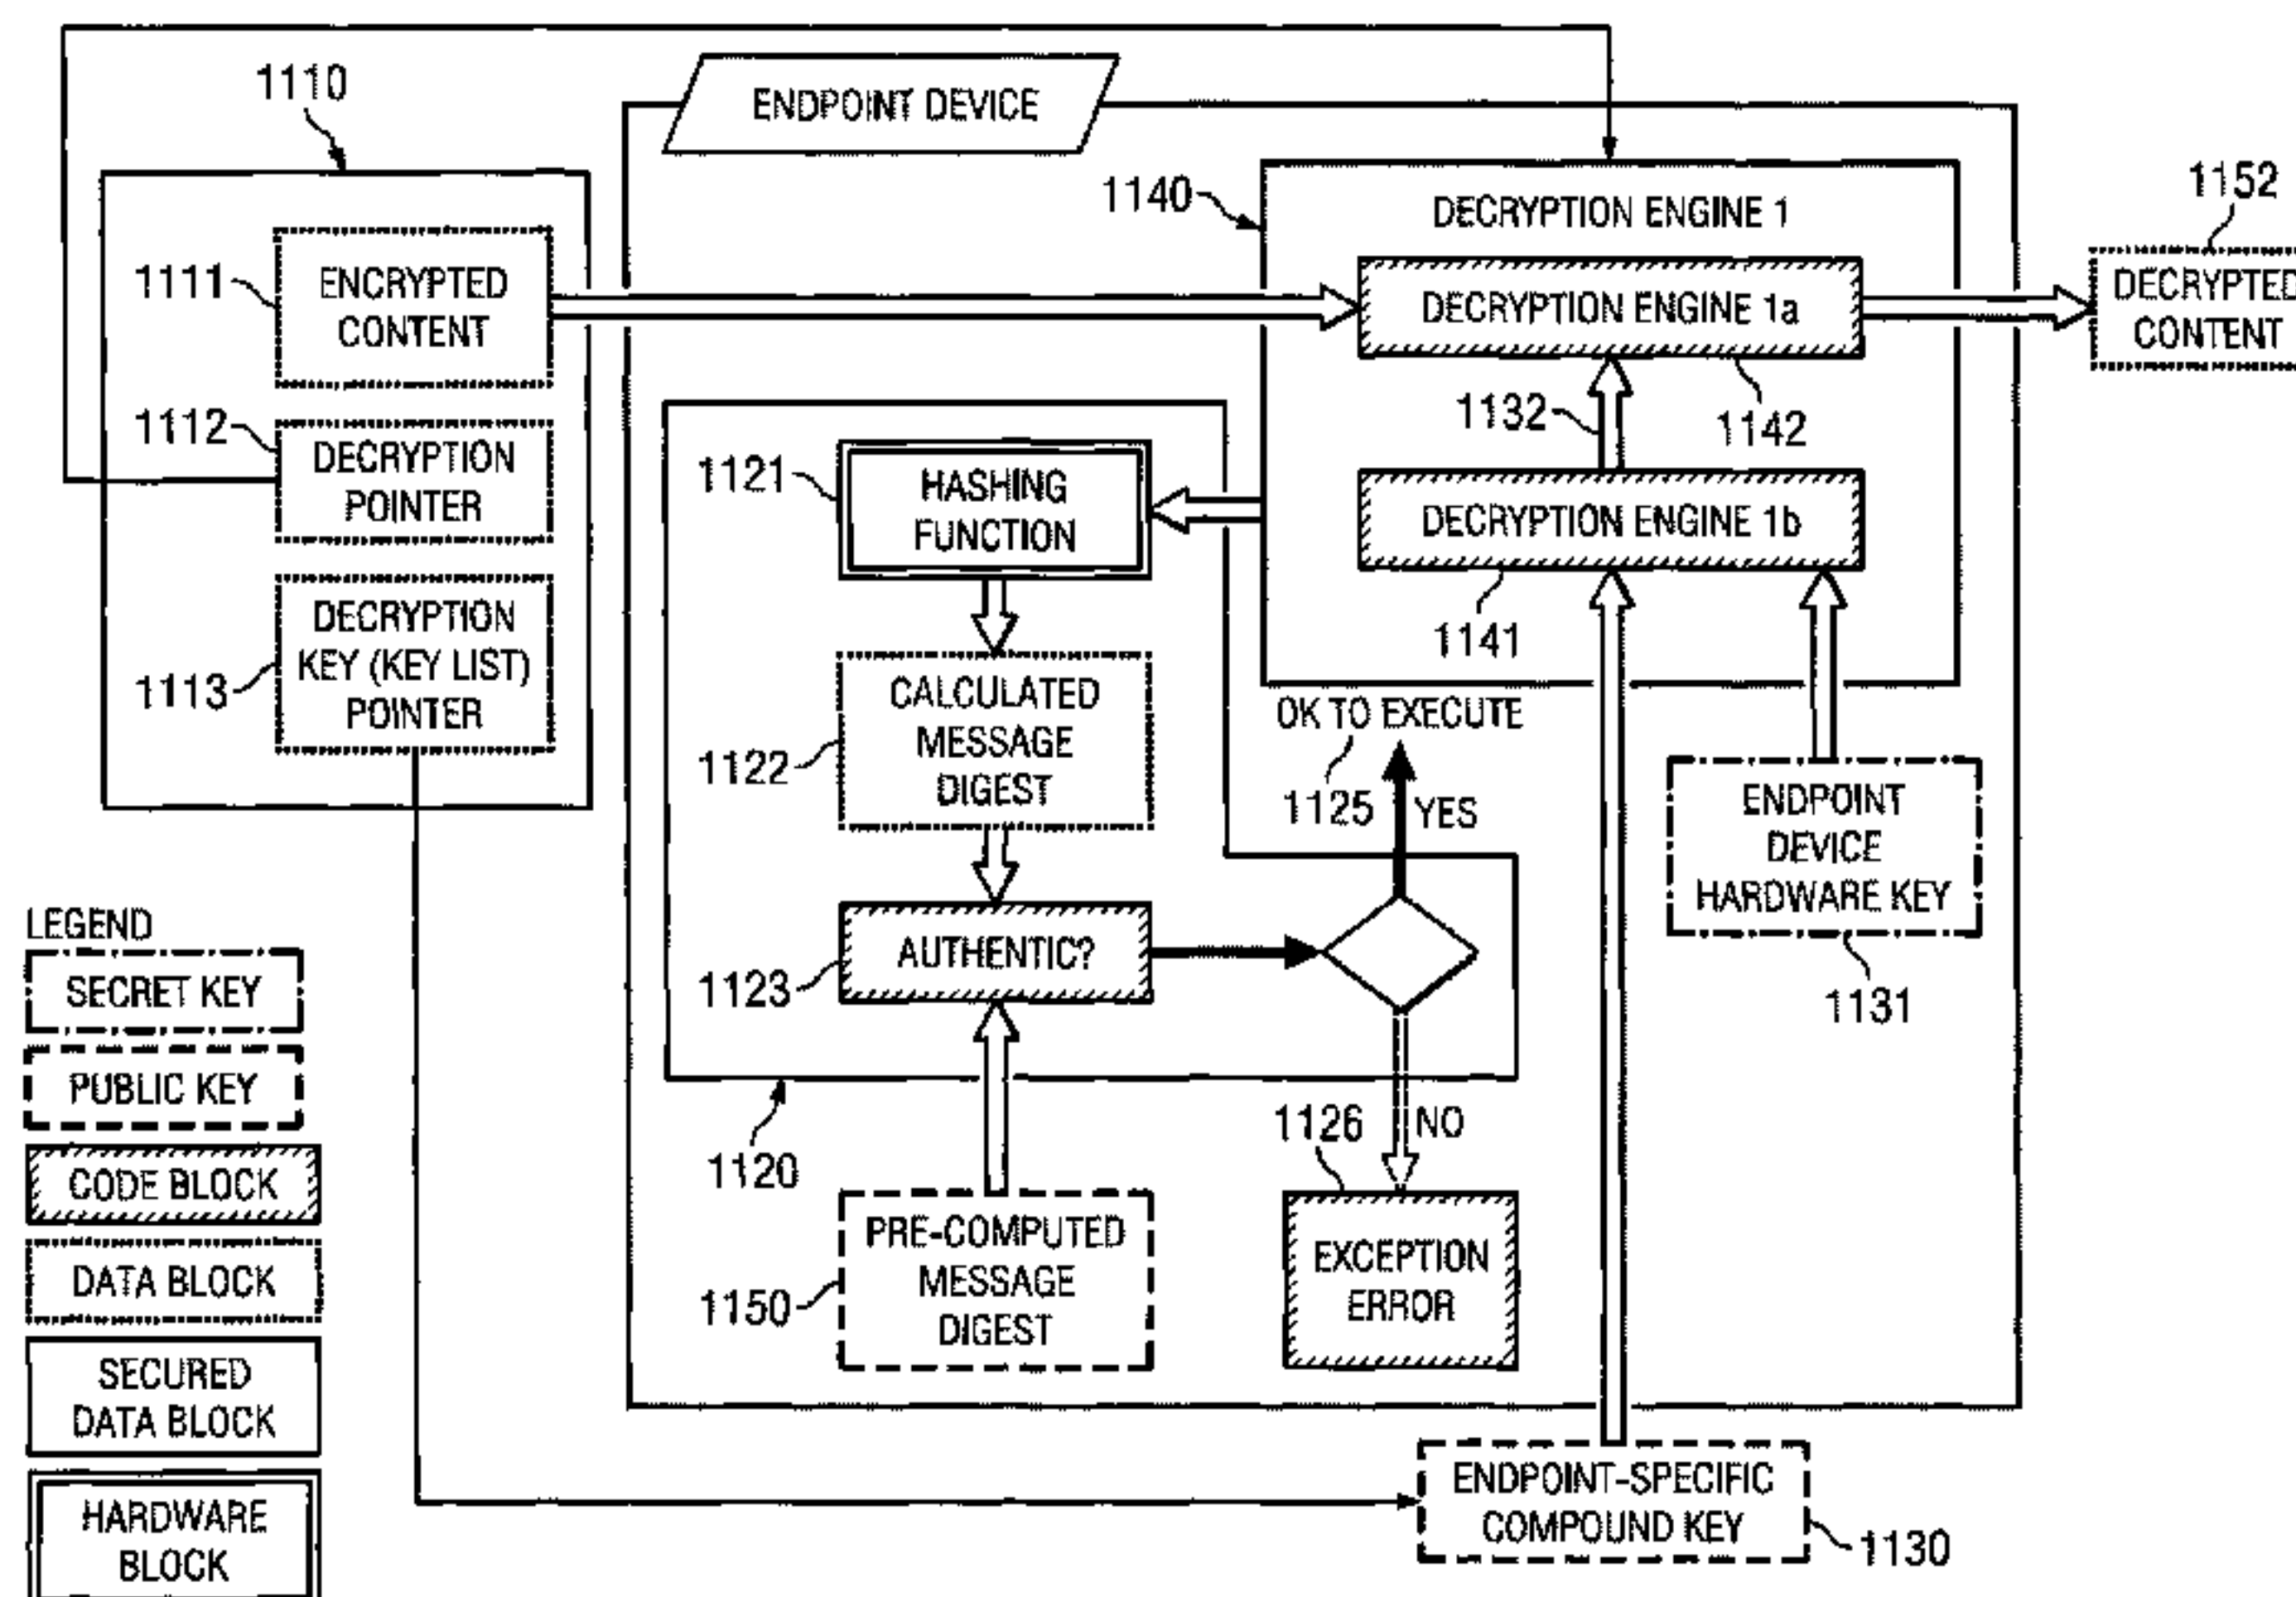 1110
ENDPOINT DEVICE
1140
DECRYPTION ENGINE 1
1152
1111
ENCRYPTED
CONTENT
DECRYPTION ENGINE 1a
DECRYPTED
CONTENT
1132
1142
1112
DECRYPTION
POINTER
1121
HASHING
FUNCTION
DECRYPTION ENGINE 1b
1141
1113
DECRYPTION
KEY (KEY LIST)
POINTER
1122
CALCULATED
MESSAGE
DIGEST
OK TO EXECUTE
1125
YES
ENDPOINT
DEVICE
HARDWARE KEY
1131
1123
AUTHENTIC?
1120
NO
1126
EXCEPTION
ERROR
1150
PRE-COMPUTED
MESSAGE
DIGEST
ENDPOINT-SPECIFIC
COMPOUND KEY
1130
LEGEND
SECRET KEY
PUBLIC KEY
CODE BLOCK
DATA BLOCK
SECURED
DATA BLOCK
HARDWARE
BLOCK